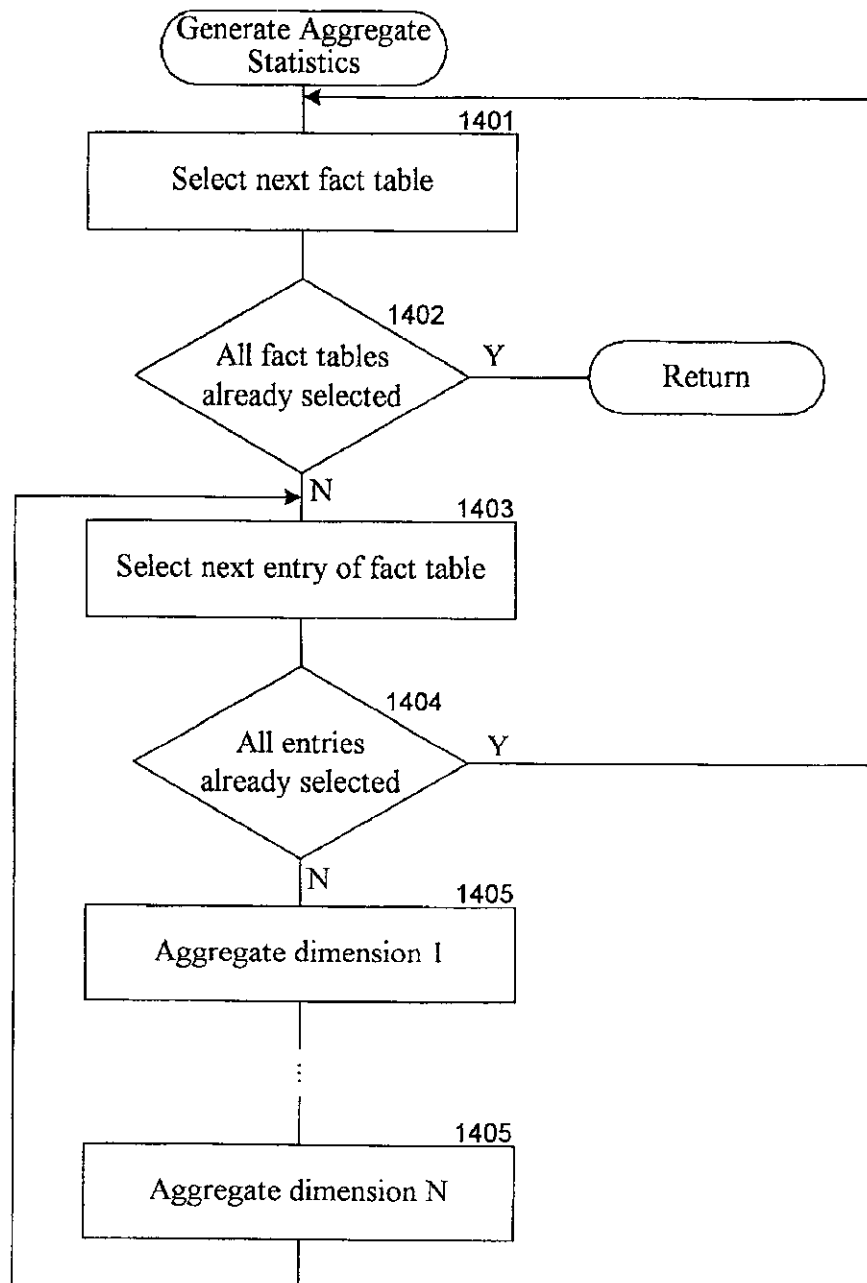 Generate Aggregate
Statistics
1401
Select next fact table
1402
All fact tables
already selected
Y
Return
N
1403
Select next entry of fact table
1404
All entries
already selected
Y
N
1405
Aggregate dimension 1
...
1405
Aggregate dimension N